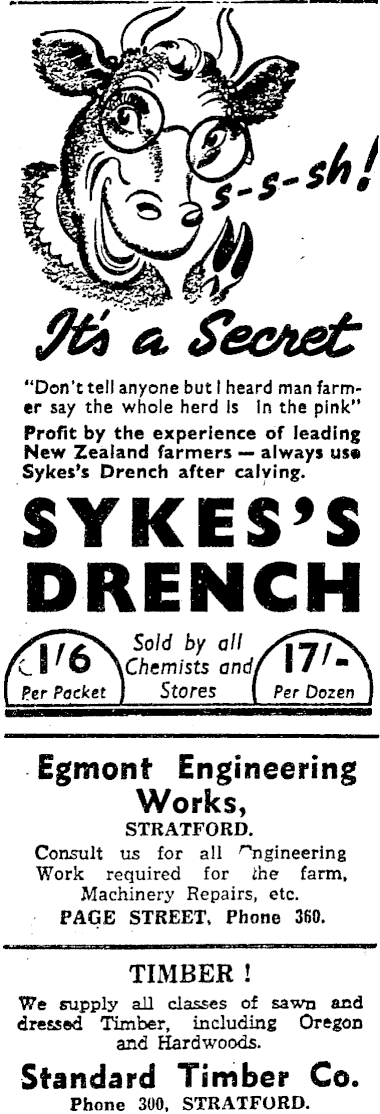 s-s-sh!
It's a Secret
"Don't tell anyone but I heard man farm-
er say the whole herd is in the pink"
Profit by the experience of leading
New Zealand farmers — always use
Sykes's Drench after calving.
SYKES'S
DRENCH
1/6
Per Packet
Sold by all
Chemists and
Stores
17/-
Per Dozen
Egmont Engineering
Works,
STRATFORD.
Consult us for all Engineering
Work required for the farm,
Machinery Repairs, etc.
PAGE STREET, Phone 360.
TIMBER !
We supply all classes of sawn and
dressed Timber, including Oregon
and Hardwoods.
Standard Timber Co.
Phone 300, STRATFORD.